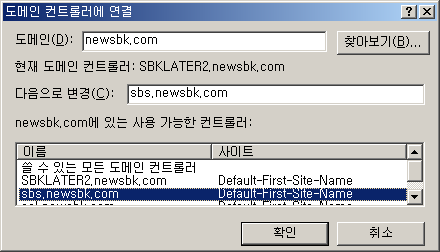 도메인 컨트롤러에 연결
도메인(D): newsbk.com 찾아보기(B)...
현재 도메인 컨트롤러: SBKLATER2.newsbk.com
다음으로 변경(C): sbs.newsbk.com
newsbk.com에 있는 사용 가능한 컨트롤러:
이름 사이트
쓸 수 있는 모든 도메인 컨트롤러
SBKLATER2.newsbk.com Default-First-Site-Name
sbs.newsbk.com Default-First-Site-Name
확인 취소